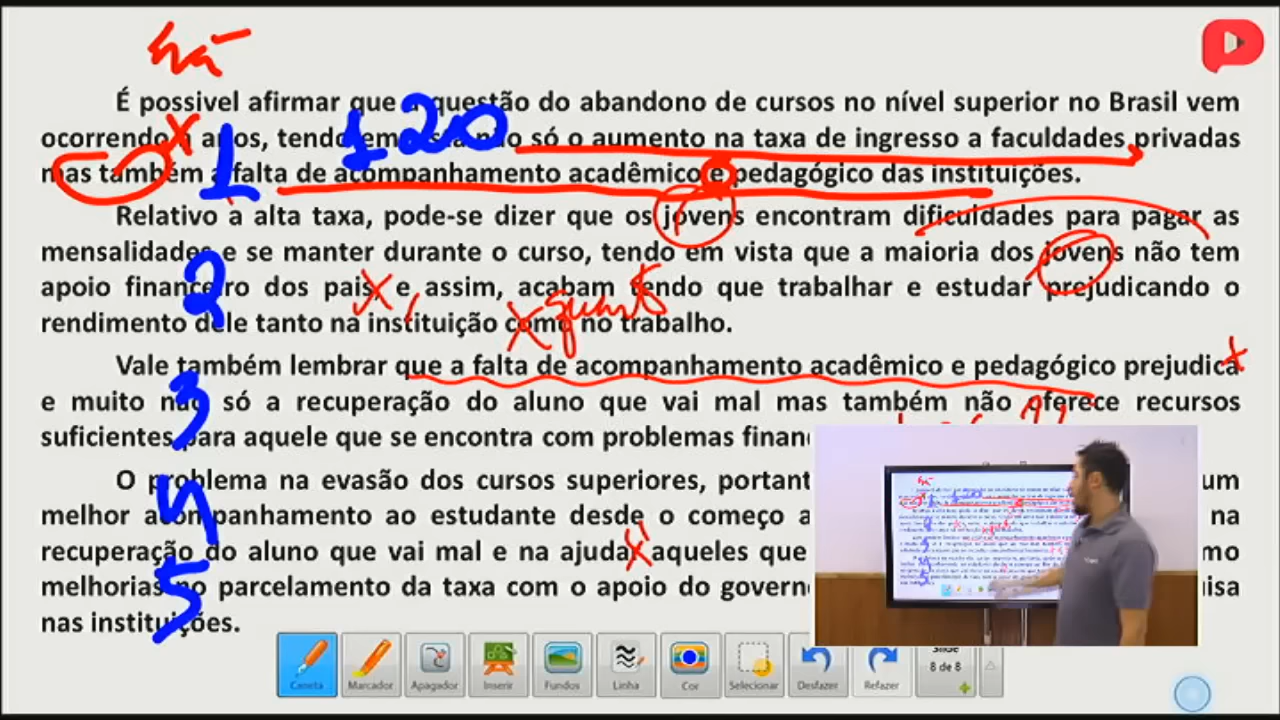 há
É possivel afirmar que a questão do abandono de cursos no nível superior no Brasil vem
ocorrendo a anos, tendo em não só o aumento na taxa de ingresso a faculdades privadas
mas também a falta de acompanhamento acadêmico e pedagógico das instituições.
1 120
Relativo a alta taxa, pode-se dizer que os jovens encontram dificuldades para pagar as
mensalidades e se manter durante o curso, tendo em vista que a maioria dos jovens não tem
2
apoio financeiro dos pais, e assim, acabam tendo que trabalhar e estudar prejudicando o
rendimento dele tanto na instituição como no trabalho.
quanto
Vale também lembrar que a falta de acompanhamento acadêmico e pedagógico prejudica
3
e muito não só a recuperação do aluno que vai mal mas também não oferece recursos
suficientes para aquele que se encontra com problemas finan
O problema na evasão dos cursos superiores, portant um
4
melhor acompanhamento ao estudante desde o começo a na
recuperação do aluno que vai mal e na ajuda aqueles que mo
5
melhorias no parcelamento da taxa com o apoio do govern isa
nas instituições.
Caneta Marcador Apagador Inserir Fundos Linha Cor Selecionar Desfazer Refazer Slide
8 de 8